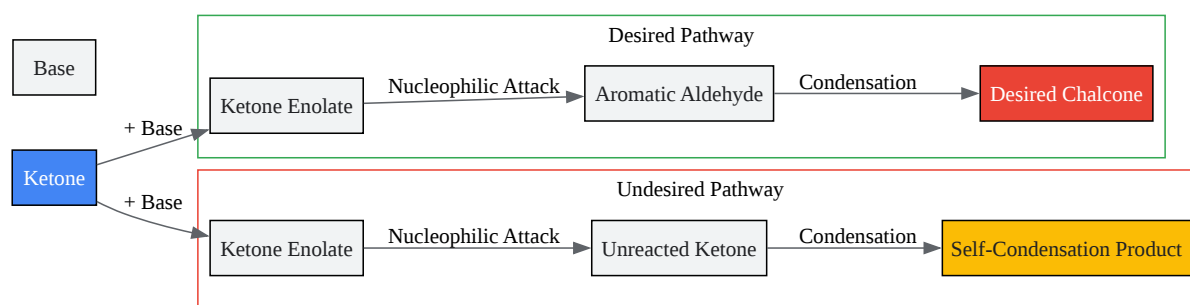 Desired Pathway
Base
Ketone Enolate
Nucleophilic Attack
Aromatic Aldehyde
Condensation
Desired Chalcone
+ Base
Ketone
+ Base
Undesired Pathway
Ketone Enolate
Nucleophilic Attack
Unreacted Ketone
Condensation
Self-Condensation Product